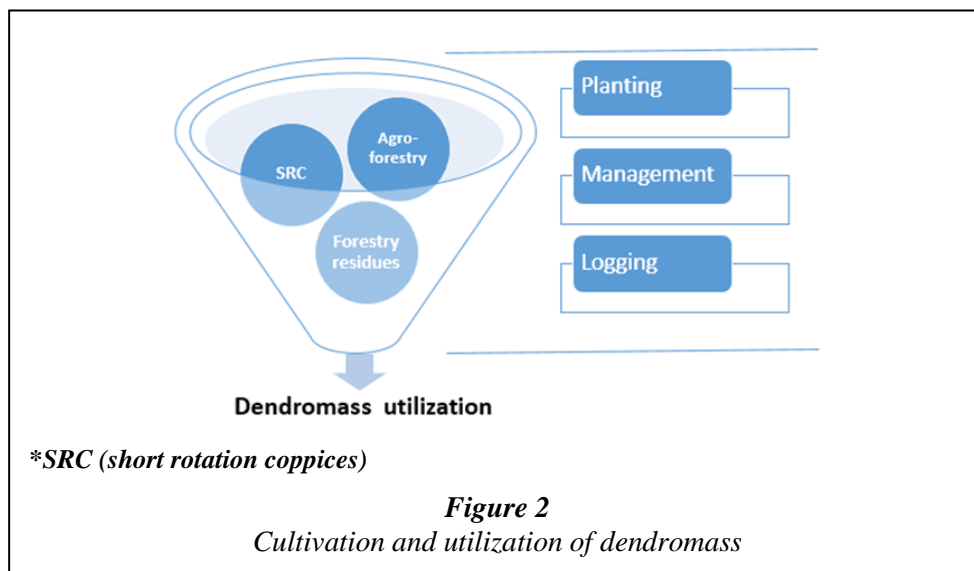 SRC
Agro-
forestry
Forestry
residues
Dendromass utilization
Planting
Management
Logging
*SRC (short rotation coppices)
Figure 2
Cultivation and utilization of dendromass